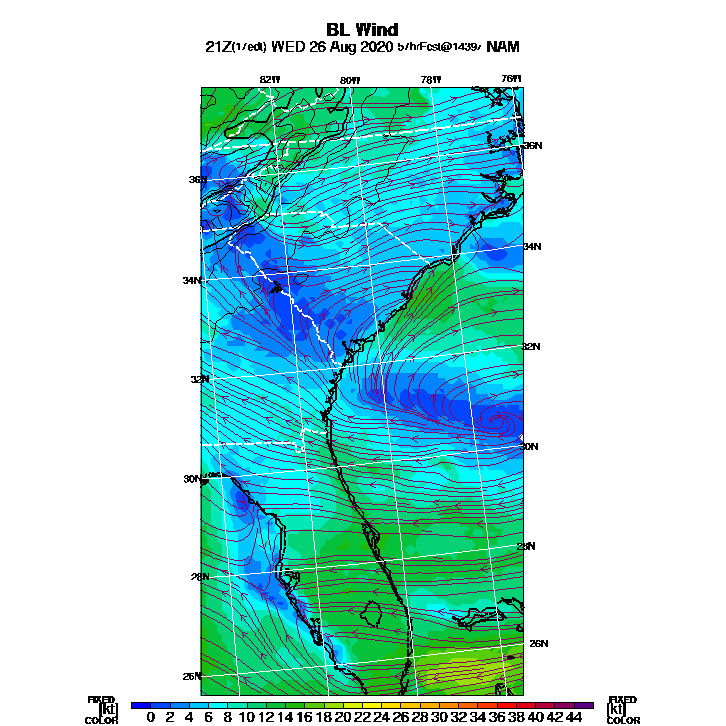 BL Wind
21Z(17edt) WED 26 Aug 2020 57hrFcst@1439z NAM
82W 80W 78W 76W
36N
36N
34N
34N
32N
32N
30N
30N
28N
28N
26N
26N
FIXED FIXED
[kt] 0 2 4 6 8 10 12 14 16 18 20 22 24 26 28 30 32 34 36 38 40 42 44 [kt]
COLOR COLOR